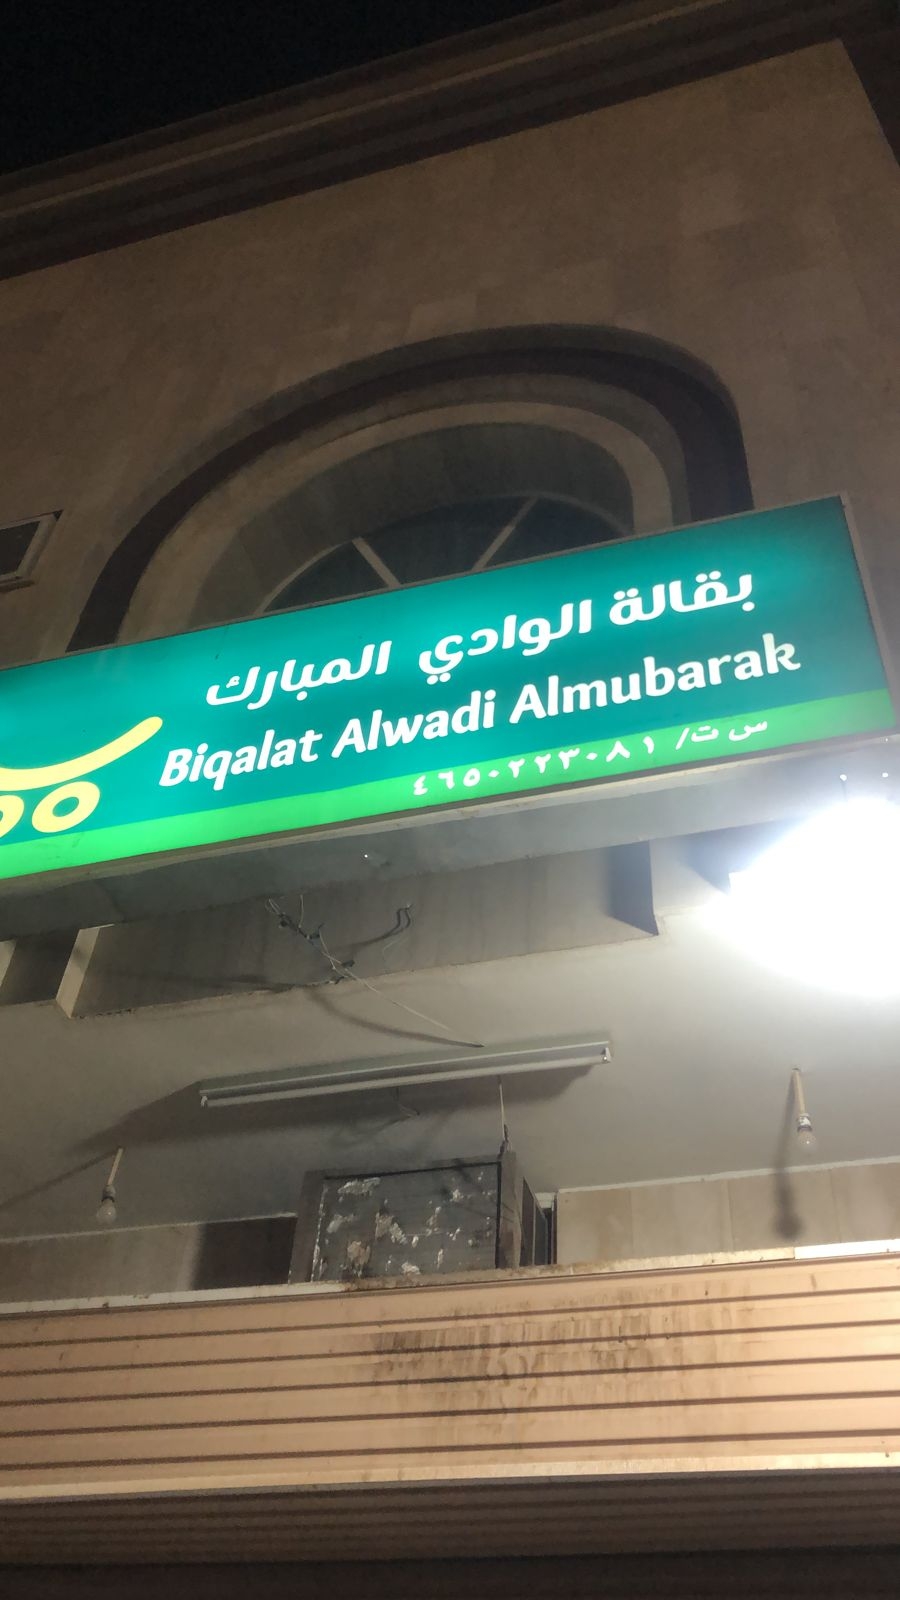 بقالة الوادي المبارك
Biqalat Alwadi Almubarak
س ت/ ٤٦٥٠٢٢٣٠٨١